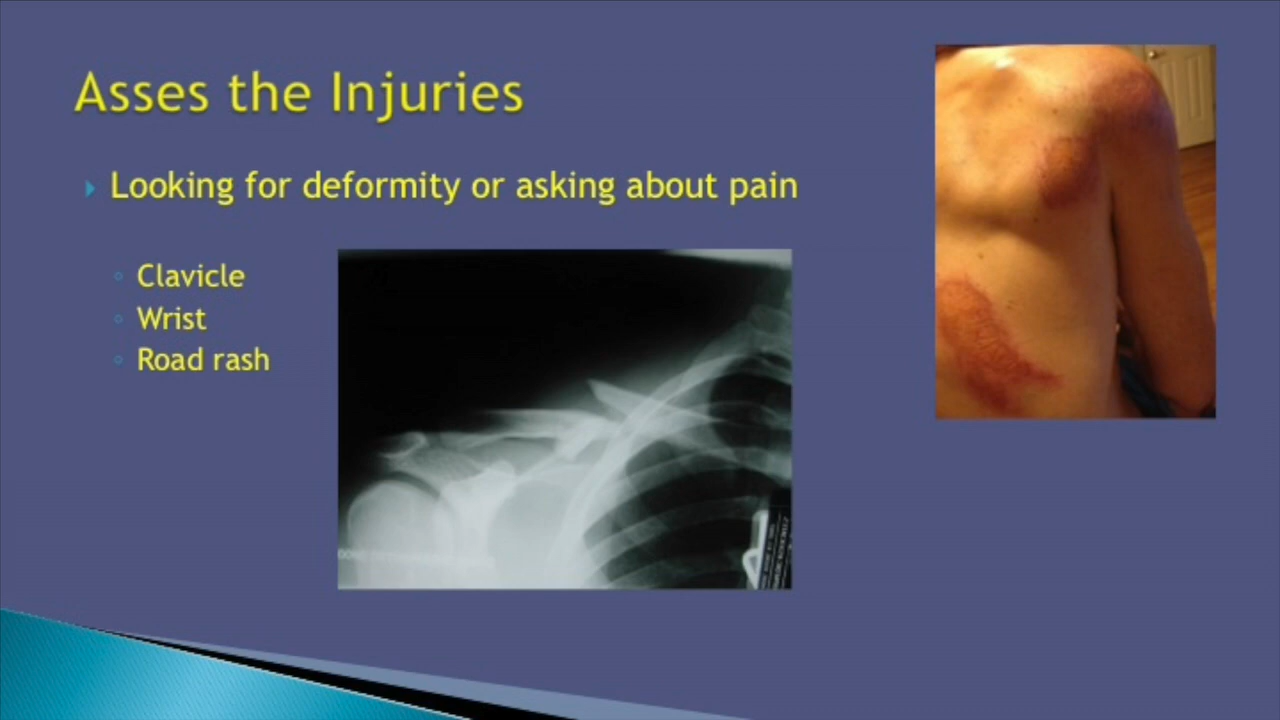 Asses the Injuries
Looking for deformity or asking about pain
Clavicle
Wrist
Road rash